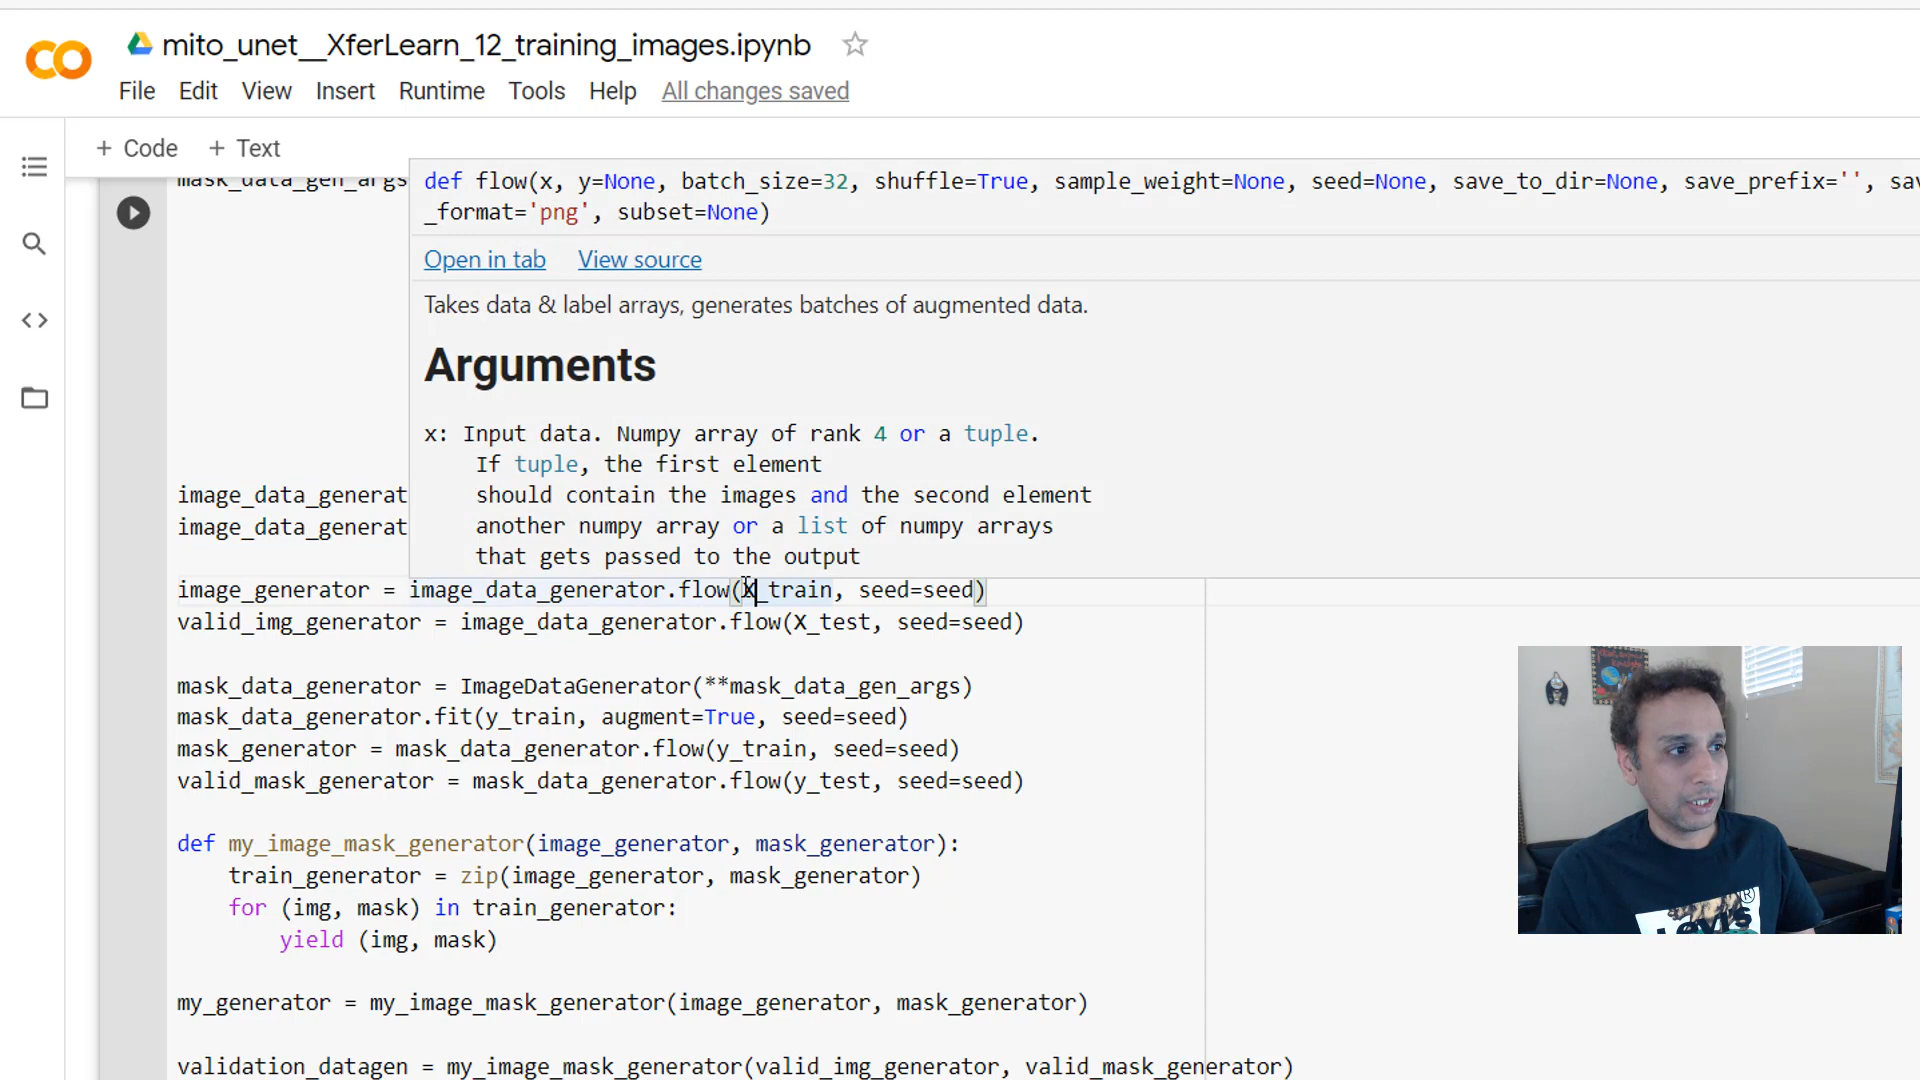 mito_unet__XferLearn_12_training_images.ipynb
File Edit View Insert Runtime Tools Help All changes saved
+ Code + Text
mask_data_gen_args
def flow(x, y=None, batch_size=32, shuffle=True, sample_weight=None, seed=None, save_to_dir=None, save_prefix='', sav
_format='png', subset=None)
Open in tab View source
Takes data & label arrays, generates batches of augmented data.
Arguments
x: Input data. Numpy array of rank 4 or a tuple.
If tuple, the first element
should contain the images and the second element
another numpy array or a list of numpy arrays
that gets passed to the output
image_data_generat
image_data_generat
image_generator = image_data_generator.flow(X_train, seed=seed)
valid_img_generator = image_data_generator.flow(X_test, seed=seed)
mask_data_generator = ImageDataGenerator(**mask_data_gen_args)
mask_data_generator.fit(y_train, augment=True, seed=seed)
mask_generator = mask_data_generator.flow(y_train, seed=seed)
valid_mask_generator = mask_data_generator.flow(y_test, seed=seed)
def my_image_mask_generator(image_generator, mask_generator):
train_generator = zip(image_generator, mask_generator)
for (img, mask) in train_generator:
yield (img, mask)
my_generator = my_image_mask_generator(image_generator, mask_generator)
validation_datagen = my_image_mask_generator(valid_img_generator, valid_mask_generator)
Levi's